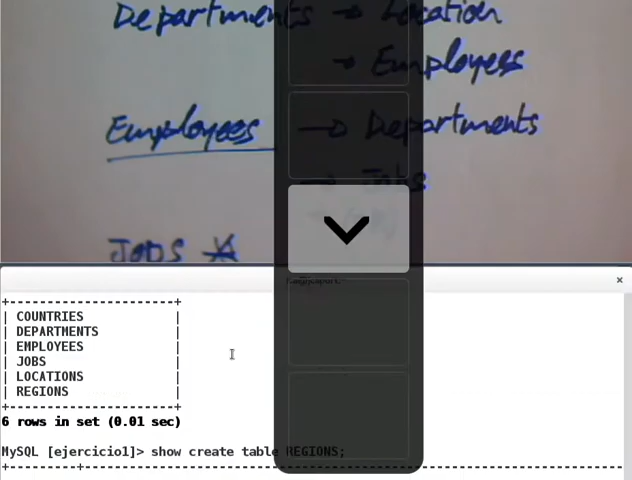 Departments → Location
→ Employees
Employees → Departments
→ Jobs
Jobs
+-----------------------+
| COUNTRIES |
| DEPARTMENTS |
| EMPLOYEES |
| JOBS |
| LOCATIONS |
| REGIONS |
+-----------------------+
6 rows in set (0.01 sec)
MySQL [ejercicio1]> show create table REGIONS;